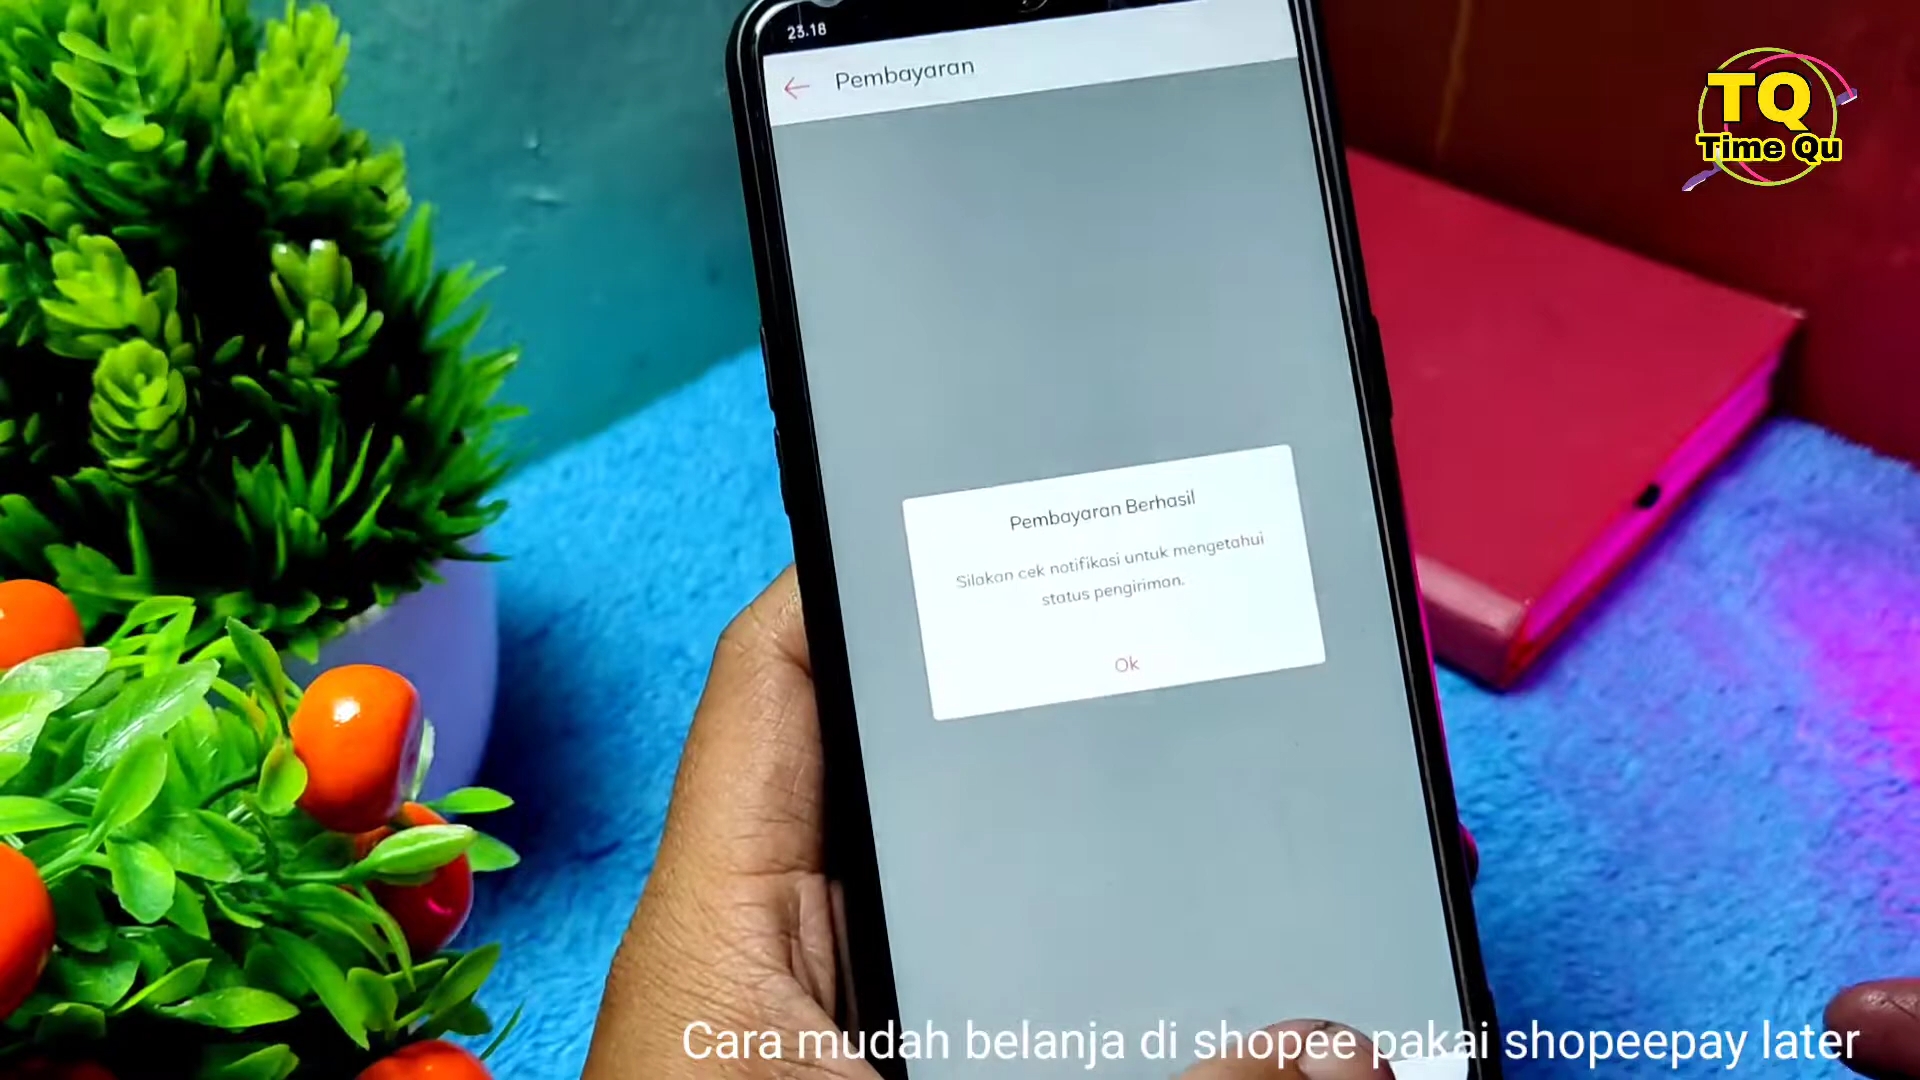 23.18
Pembayaran
TQ
Time Qu
Pembayaran Berhasil
Silakan cek notifikasi untuk mengetahui
status pengiriman.
Ok
Cara mudah belanja di shopee pakai shopeepay later